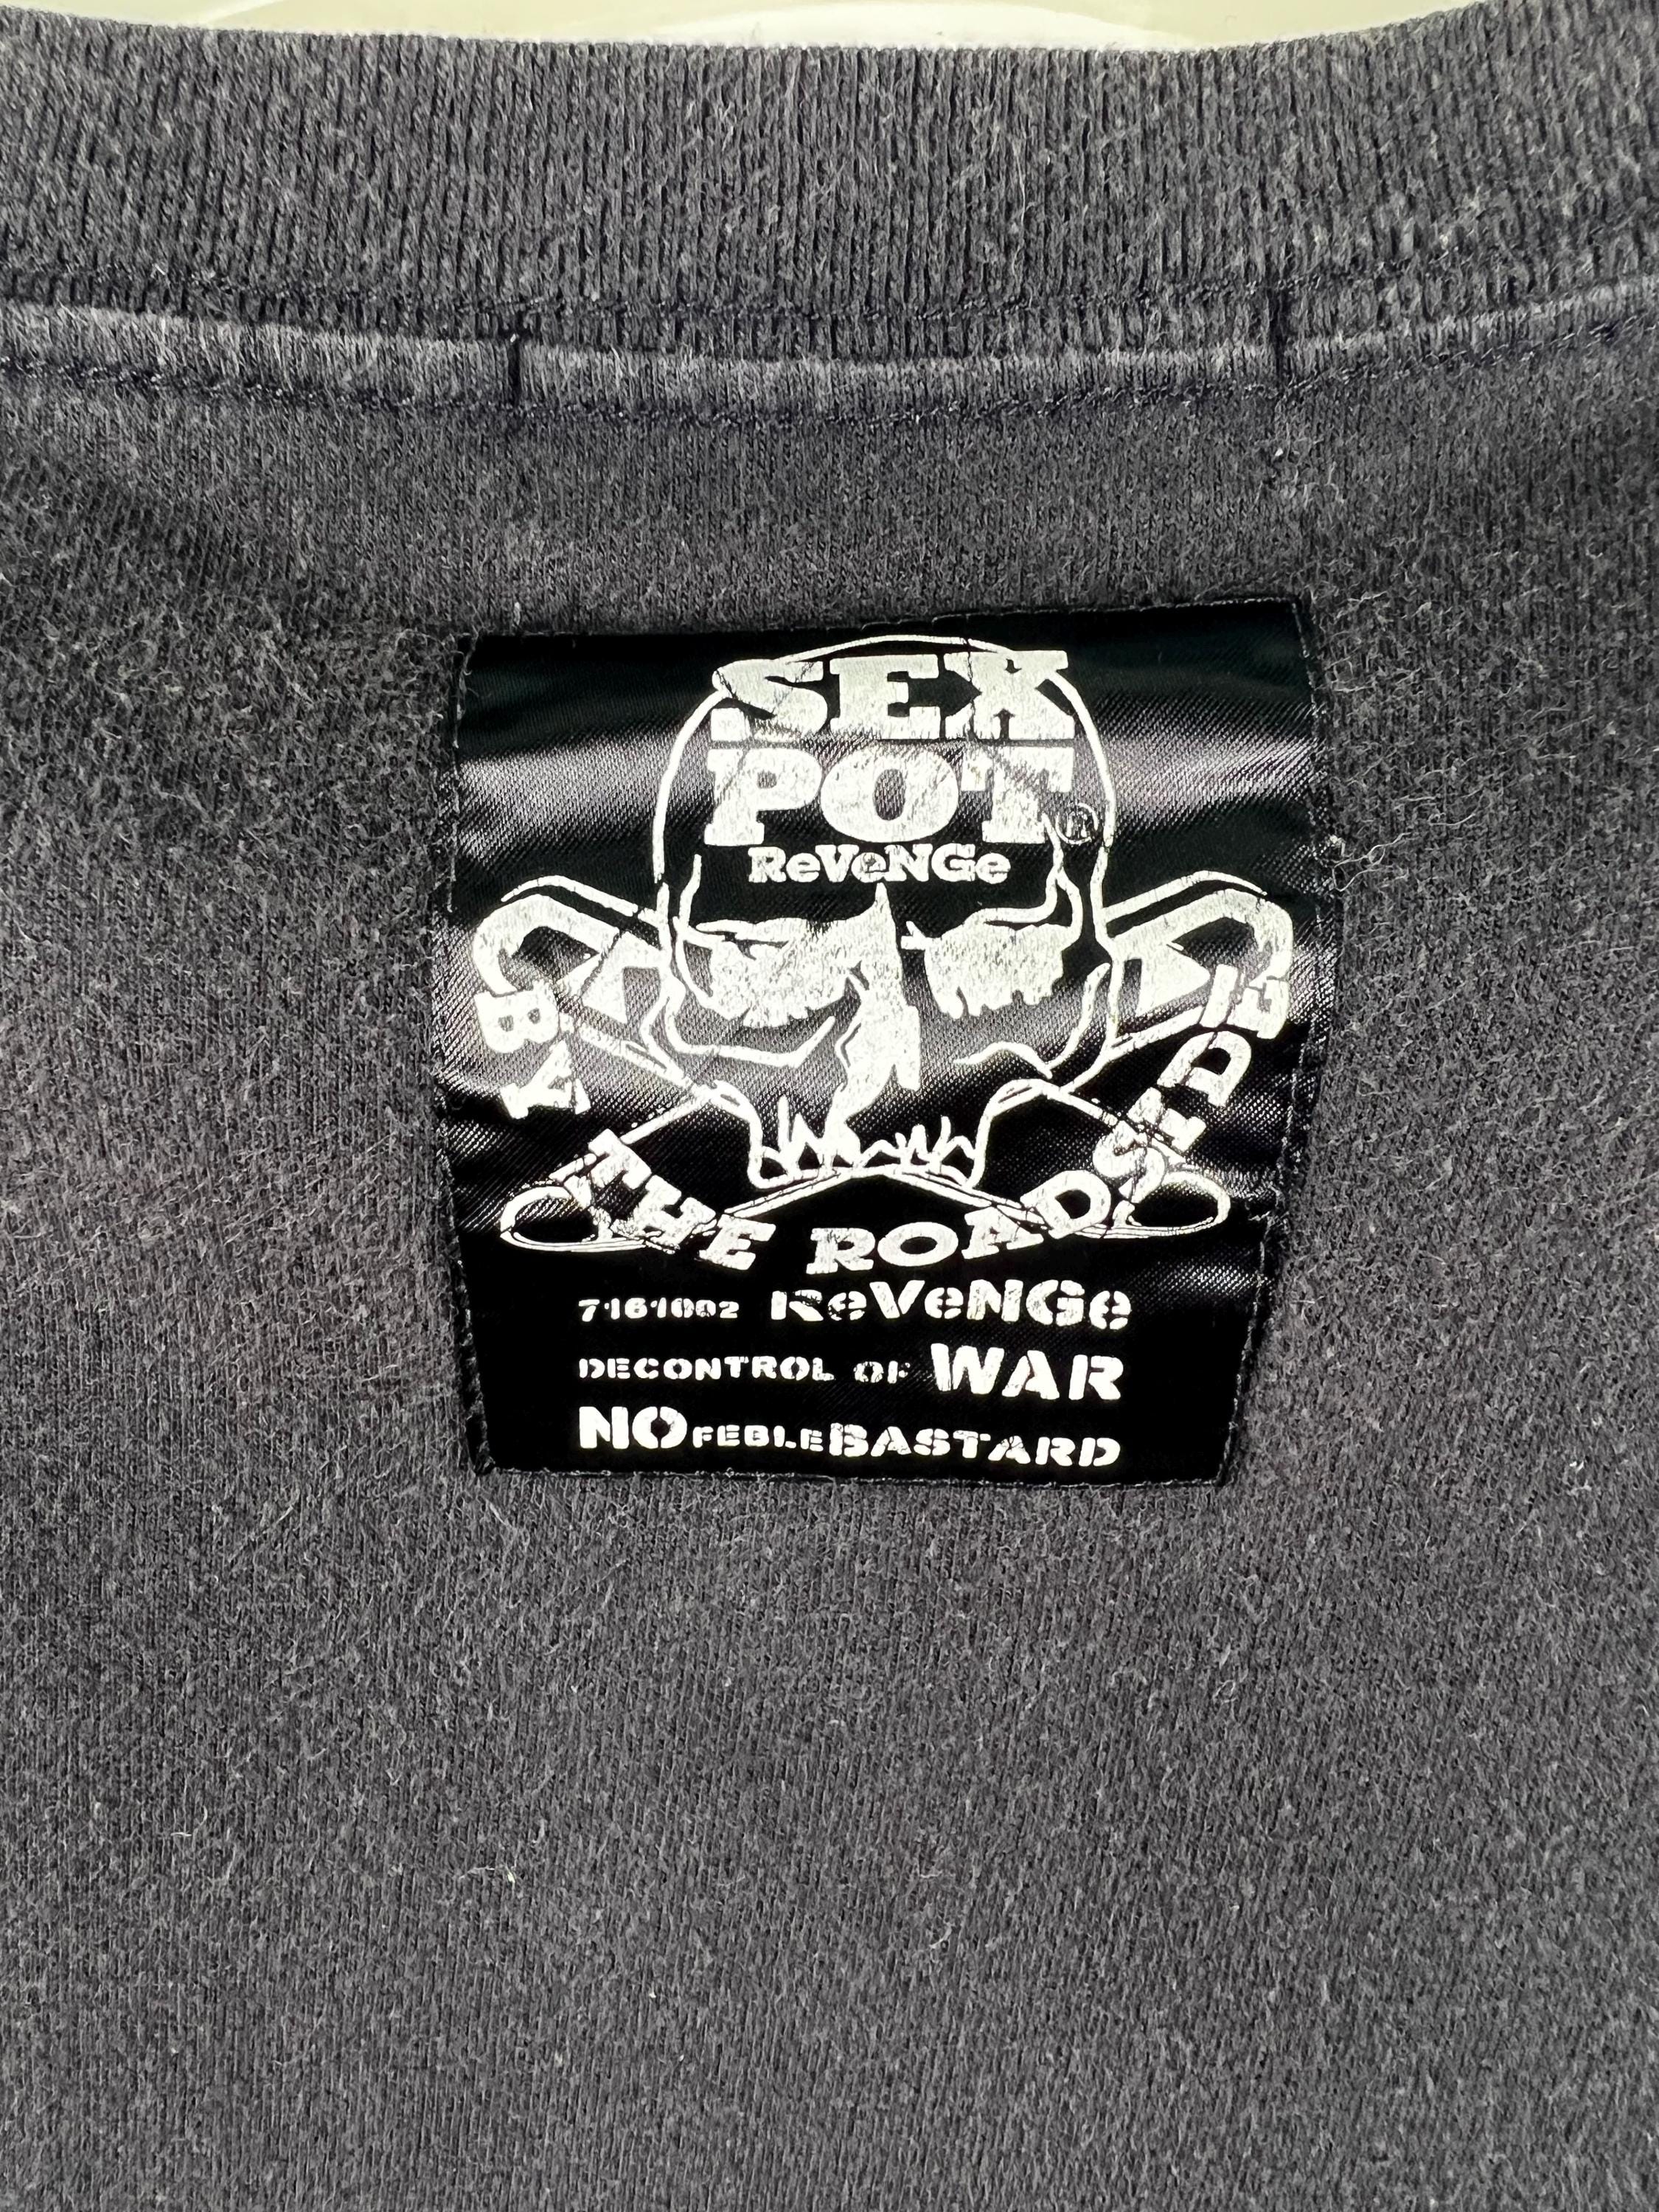 SEX
POT®
ReVeNGe
BY THE ROADSIDE
7161002 ReVeNGe
DECONTROL OF WAR
NO FEBLE BASTARD